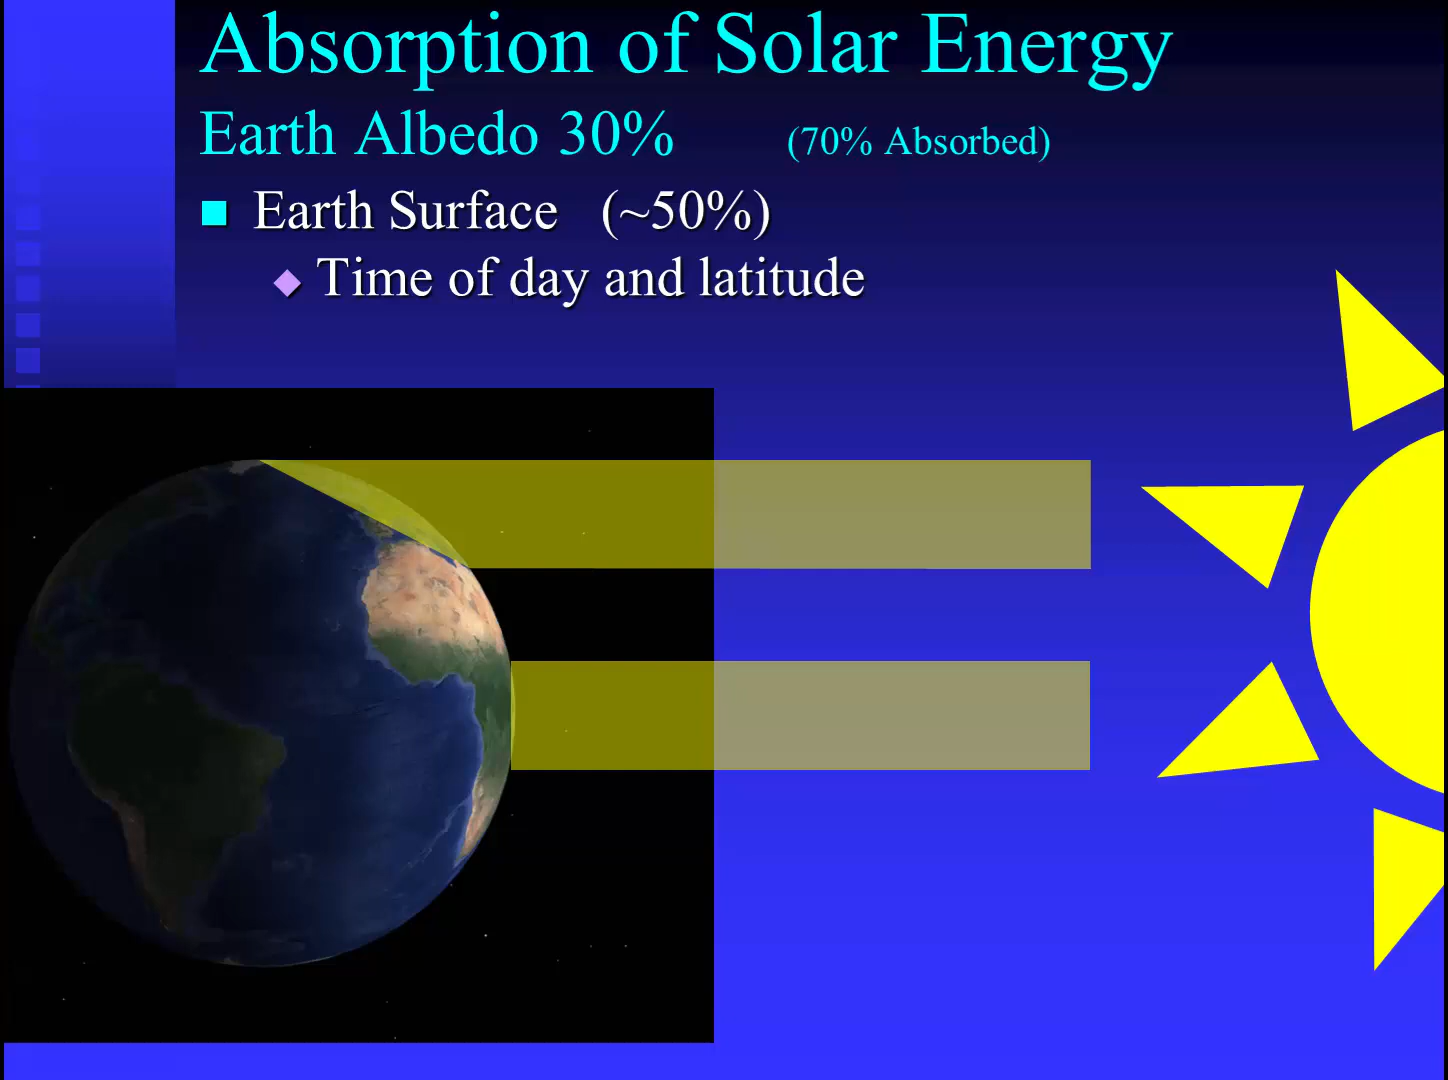 Absorption of Solar Energy
Earth Albedo 30% (70% Absorbed)
Earth Surface (~50%)
Time of day and latitude